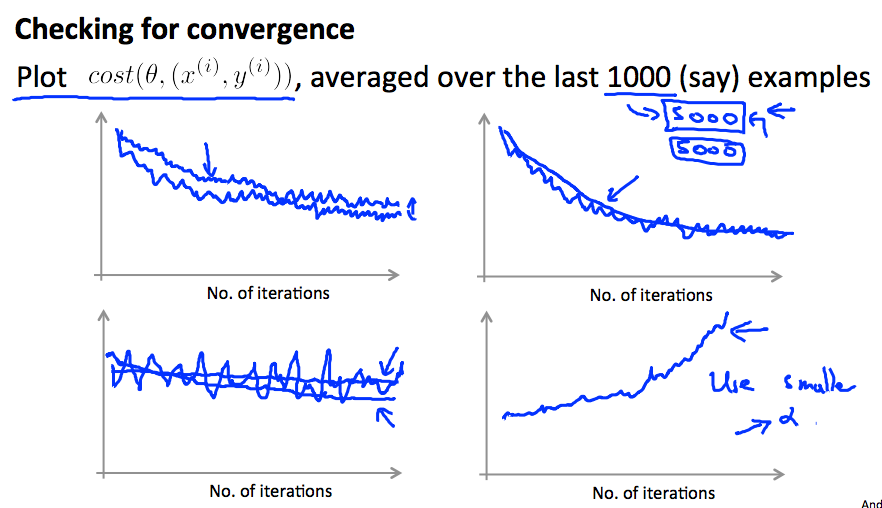 Checking for convergence
Plot cost(θ, (x^{(i)}, y^{(i)})), averaged over the last 1000 (say) examples
5000
5000
No. of iterations
No. of iterations
Use smaller
α
No. of iterations
No. of iterations
And